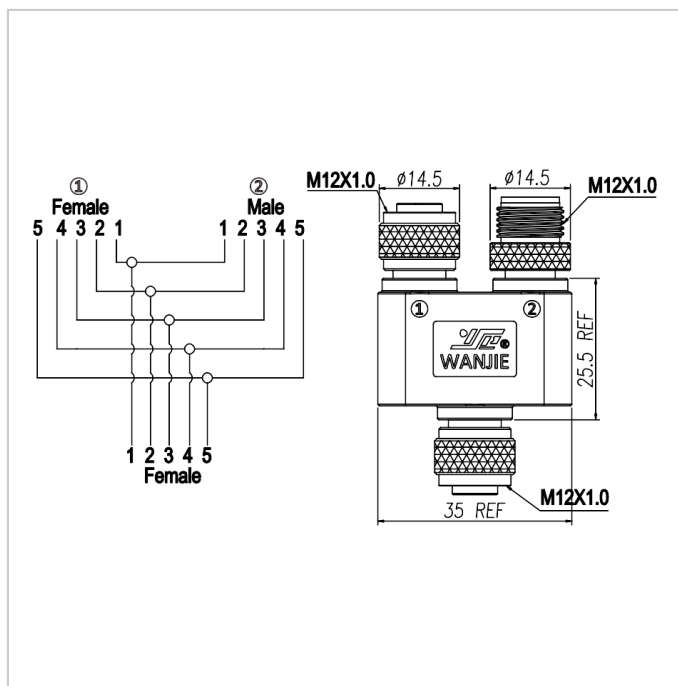 ① ②
Female Male
5 4 3 2 1 1 2 3 4 5
1 2 3 4 5
Female
M12X1.0 ø14.5 ø14.5 M12X1.0
① ②
WANJIE®
25.5 REF
M12X1.0
35 REF